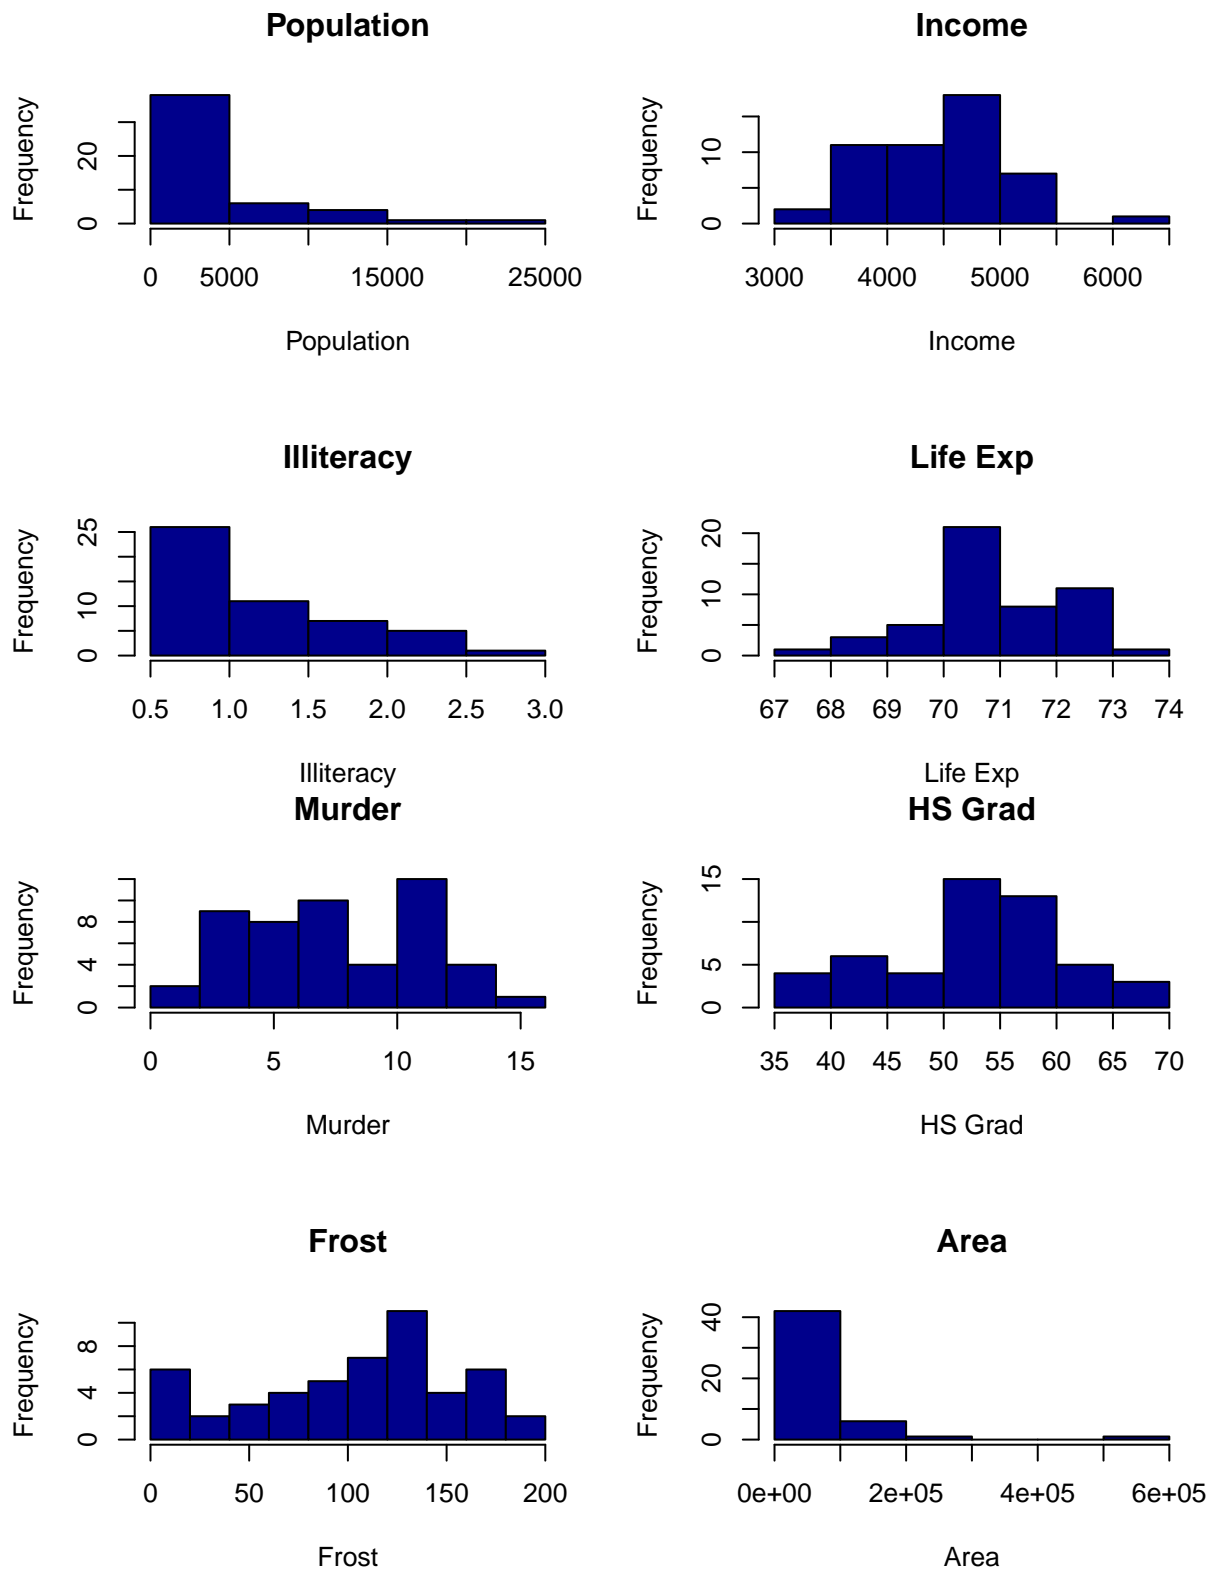 Population
Frequency
0 20
0 5000 15000 25000
Population
Income
Frequency
0 10
3000 4000 5000 6000
Income
Illiteracy
Frequency
0 10 25
0.5 1.0 1.5 2.0 2.5 3.0
Illiteracy
Life Exp
Frequency
0 10 20
67 68 69 70 71 72 73 74
Life Exp
Murder
Frequency
0 4 8
0 5 10 15
Murder
HS Grad
Frequency
0 5 15
35 40 45 50 55 60 65 70
HS Grad
Frost
Frequency
0 4 8
0 50 100 150 200
Frost
Area
Frequency
0 20 40
0e+00 2e+05 4e+05 6e+05
Area